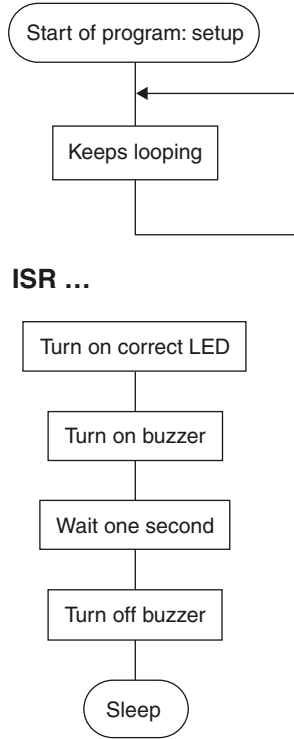 Start of program: setup
Keeps looping
ISR ...
Turn on correct LED
Turn on buzzer
Wait one second
Turn off buzzer
Sleep